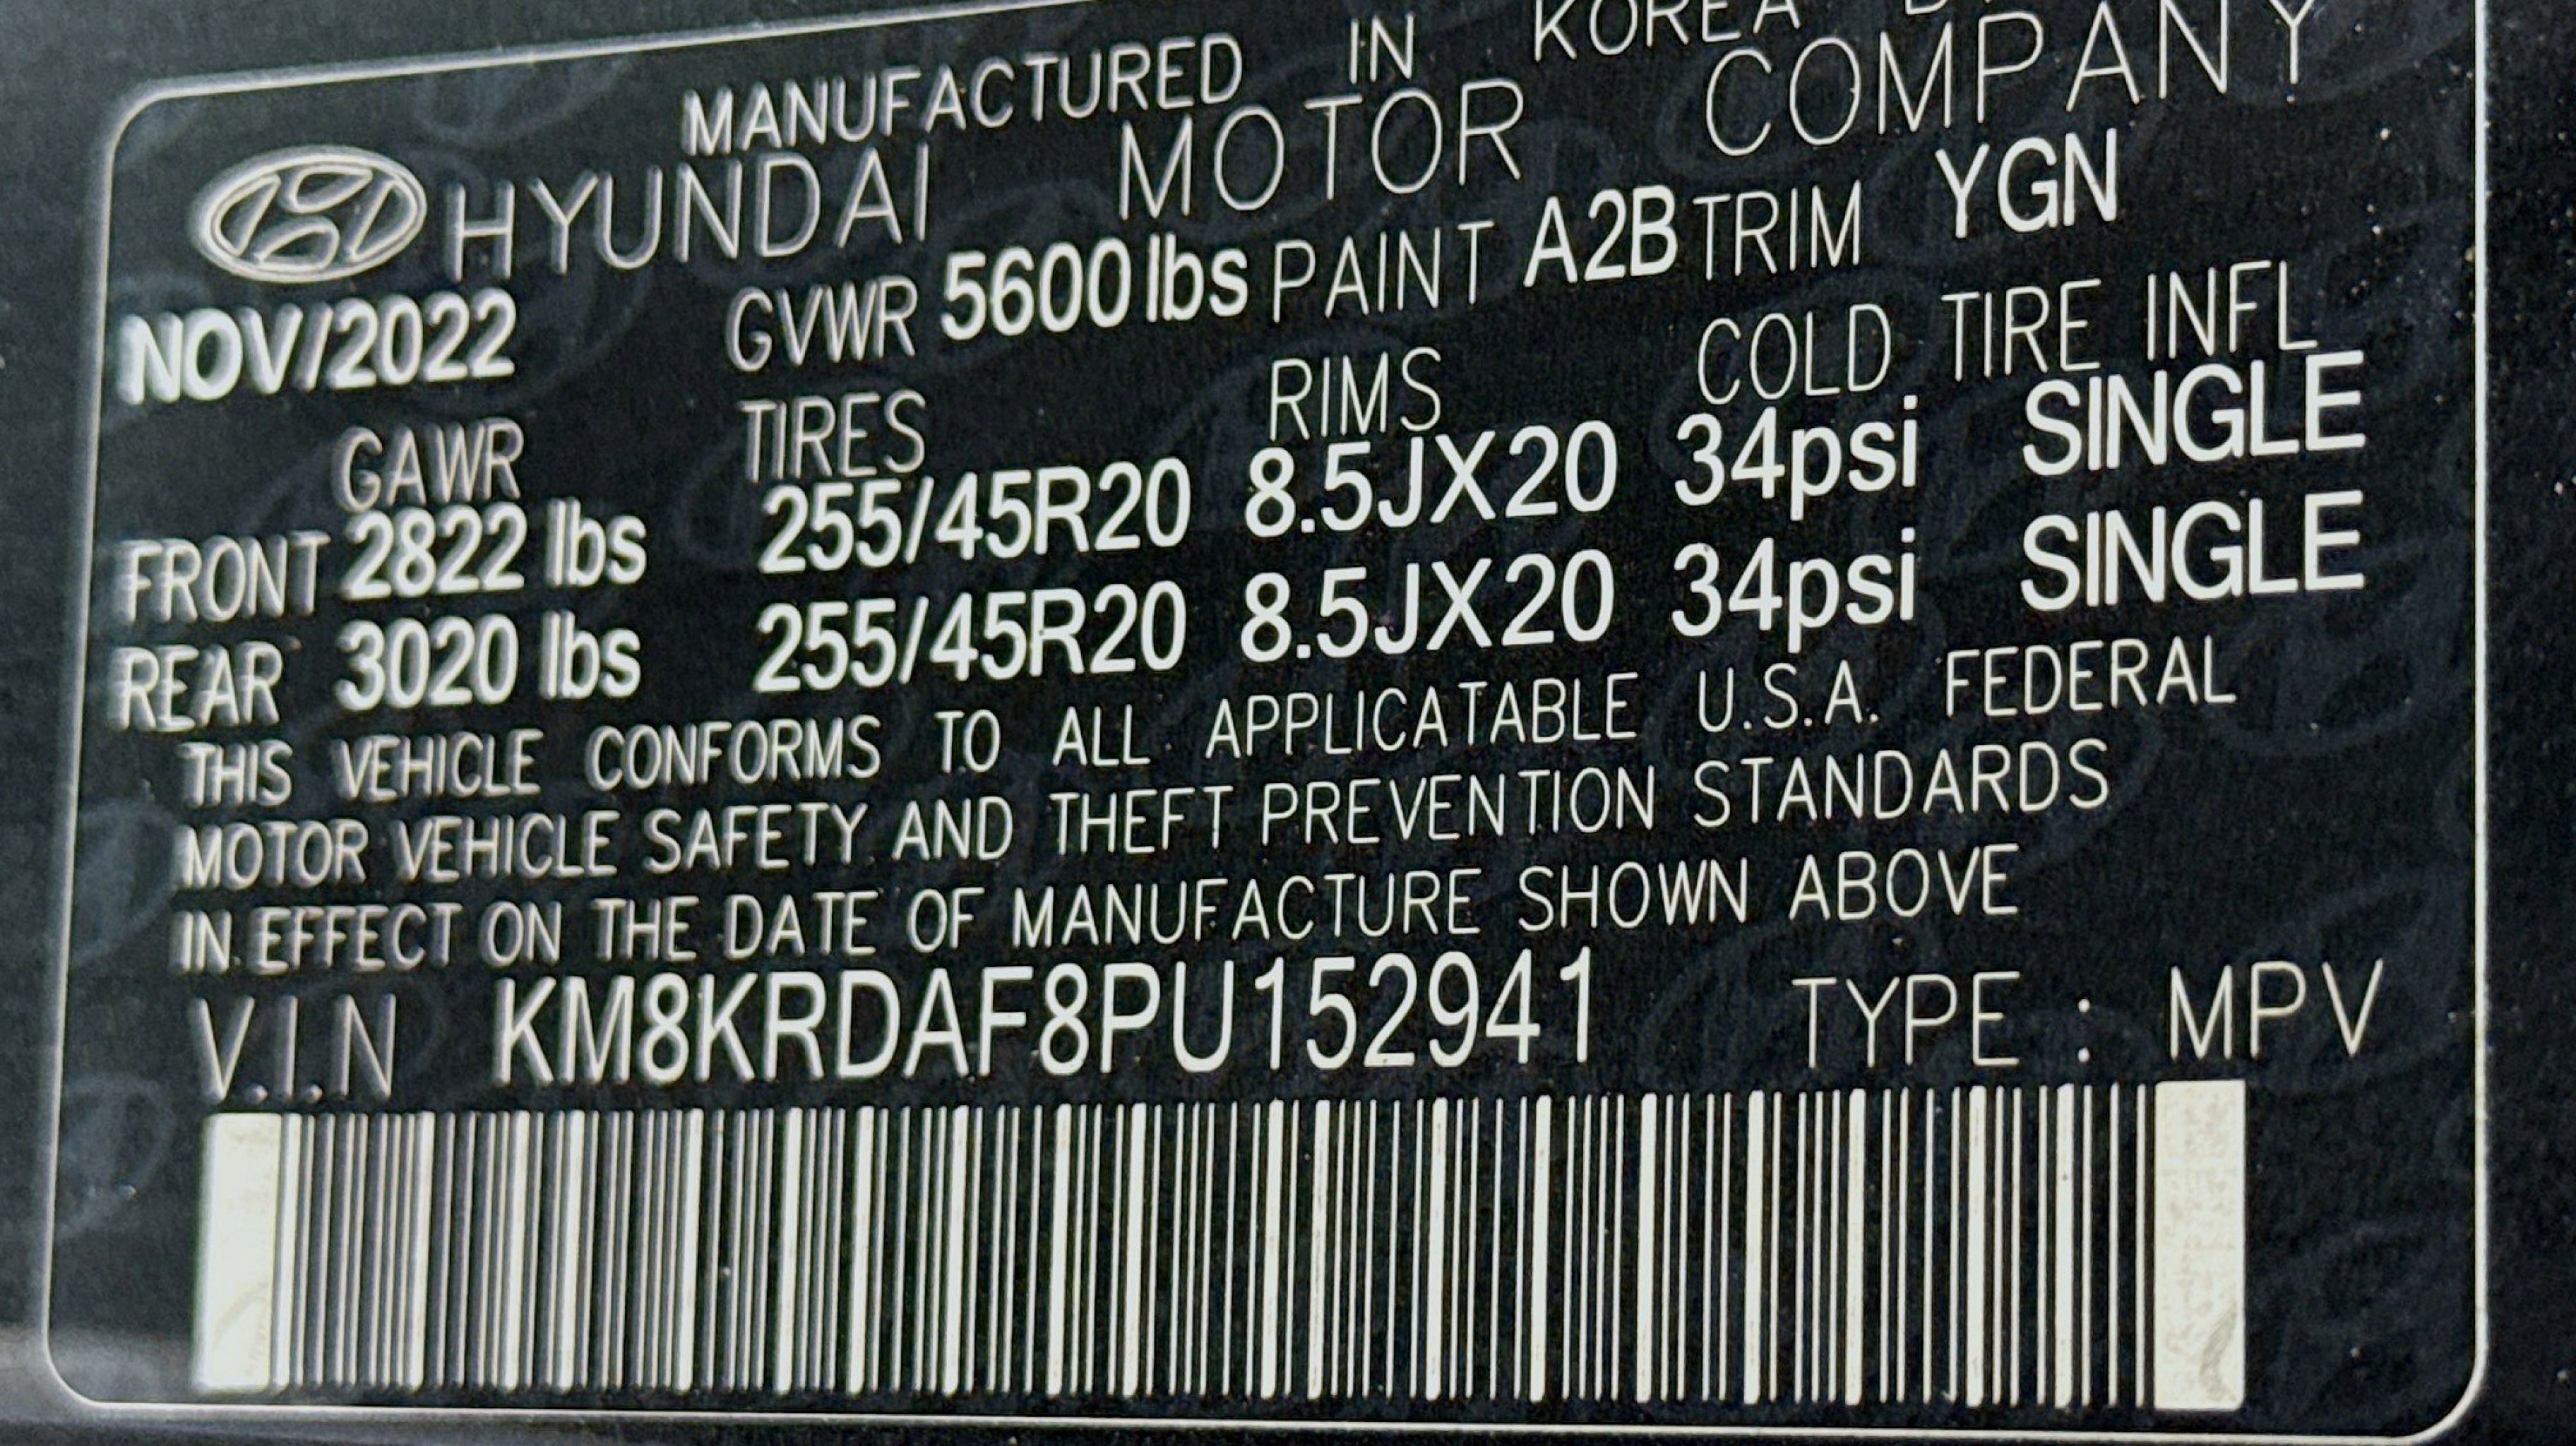 MANUFACTURED IN KOREA
HYUNDAI MOTOR COMPANY
NOV/2022 GVWR 5600 lbs PAINT A2B TRIM YGN
GAWR TIRES RIMS COLD TIRE INFL
FRONT 2822 lbs 255/45R20 8.5JX20 34psi SINGLE
REAR 3020 lbs 255/45R20 8.5JX20 34psi SINGLE
THIS VEHICLE CONFORMS TO ALL APPLICATABLE U.S.A. FEDERAL
MOTOR VEHICLE SAFETY AND THEFT PREVENTION STANDARDS
IN EFFECT ON THE DATE OF MANUFACTURE SHOWN ABOVE
V.I.N KM8KRDAF8PU152941 TYPE : MPV